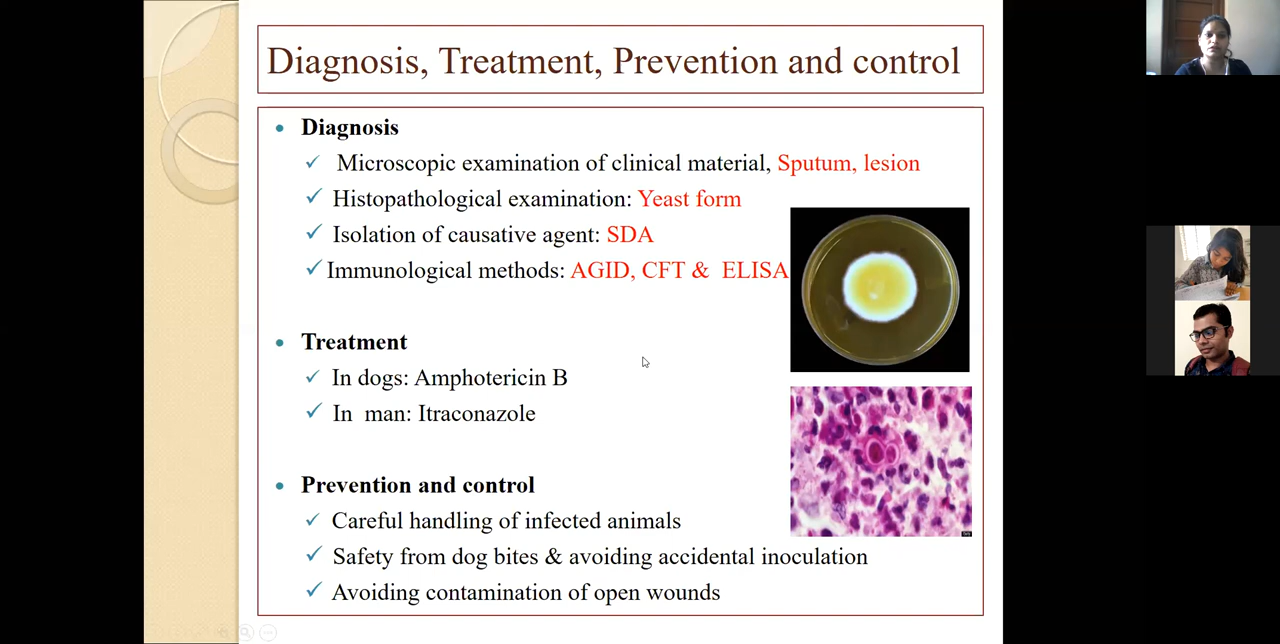 Diagnosis, Treatment, Prevention and control
Diagnosis
Microscopic examination of clinical material, Sputum, lesion
Histopathological examination: Yeast form
Isolation of causative agent: SDA
Immunological methods: AGID, CFT & ELISA
Treatment
In dogs: Amphotericin B
In man: Itraconazole
Prevention and control
Careful handling of infected animals
Safety from dog bites & avoiding accidental inoculation
Avoiding contamination of open wounds